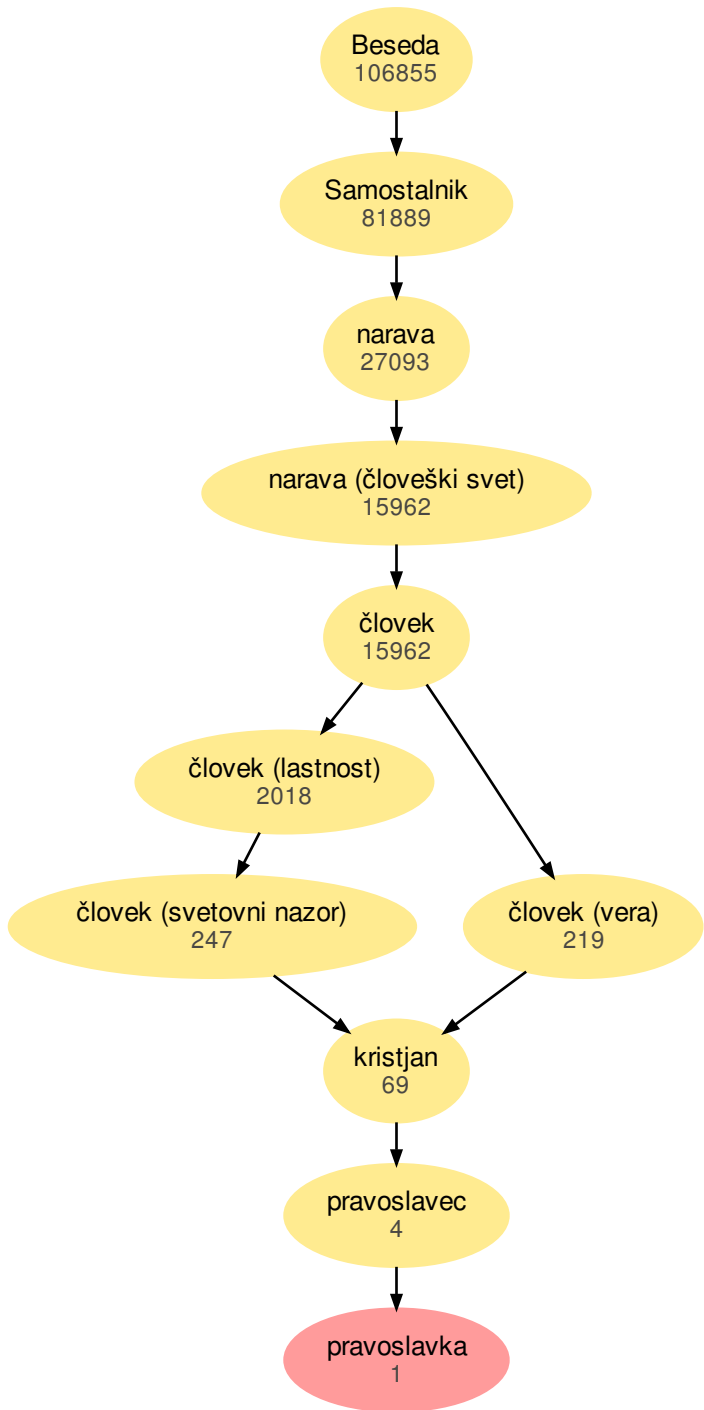 Beseda
106855
Samostalnik
81889
narava
27093
narava (človeški svet)
15962
človek
15962
človek (lastnost)
2018
človek (svetovni nazor)
247
človek (vera)
219
kristjan
69
pravoslavec
4
pravoslavka
1